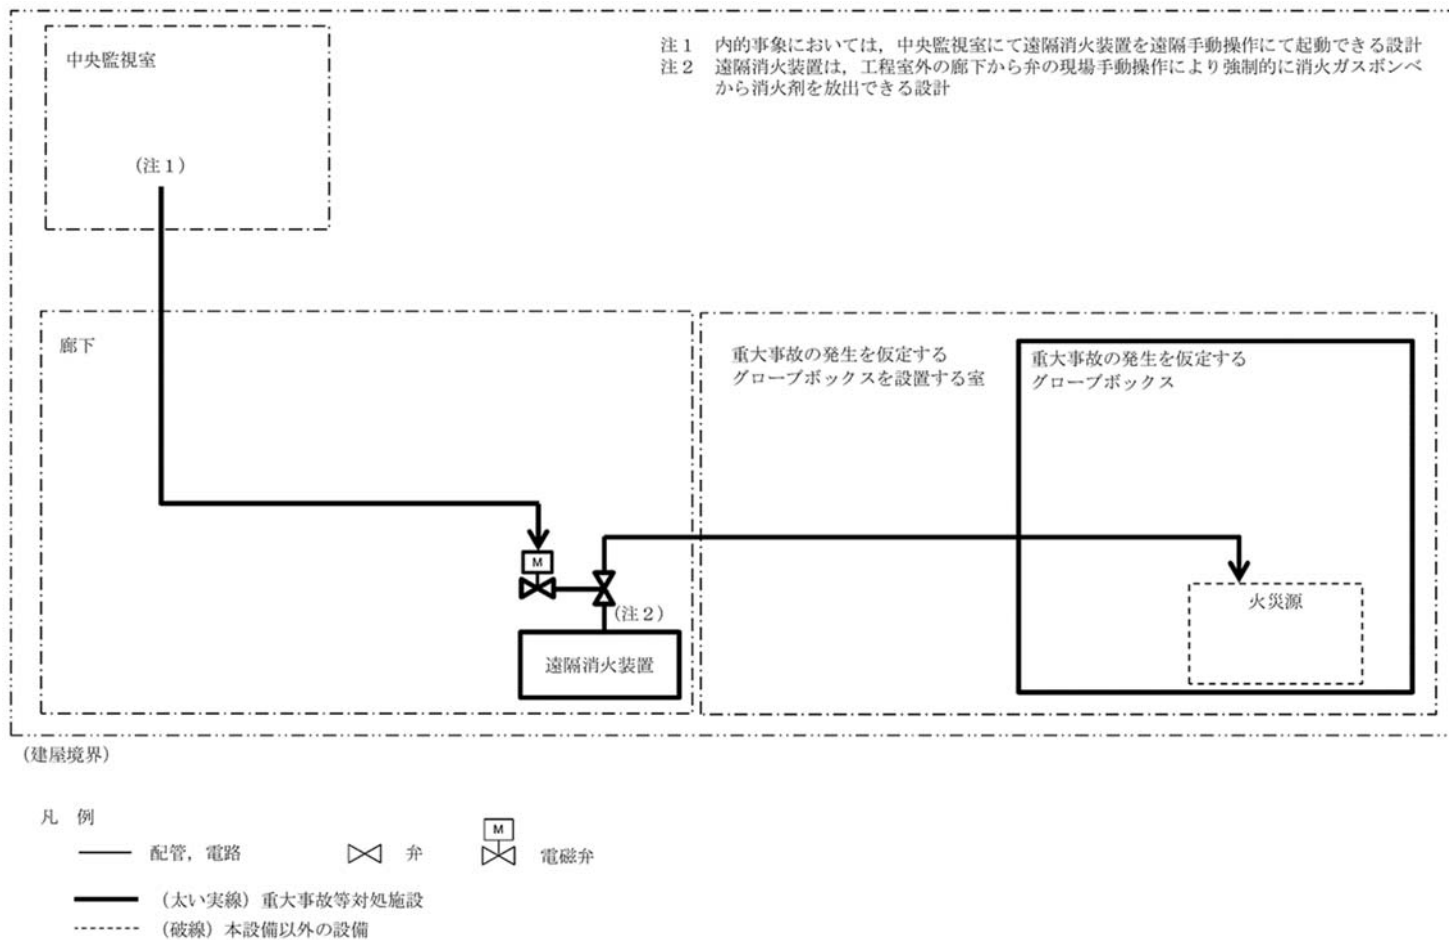 中央監視室
注１　内的事象においては，中央監視室にて遠隔消火装置を遠隔手動操作にて起動できる設計
注２　遠隔消火装置は，工程室外の廊下から弁の現場手動操作により強制的に消火ガスボンベ
から消火剤を放出できる設計
(注１)
廊下
重大事故の発生を仮定する
グローブボックスを設置する室
重大事故の発生を仮定する
グローブボックス
M
(注２)
遠隔消火装置
火災源
(建屋境界)
凡　例
配管，電路
弁
M
電磁弁
(太い実線) 重大事故等対処施設
(破線) 本設備以外の設備